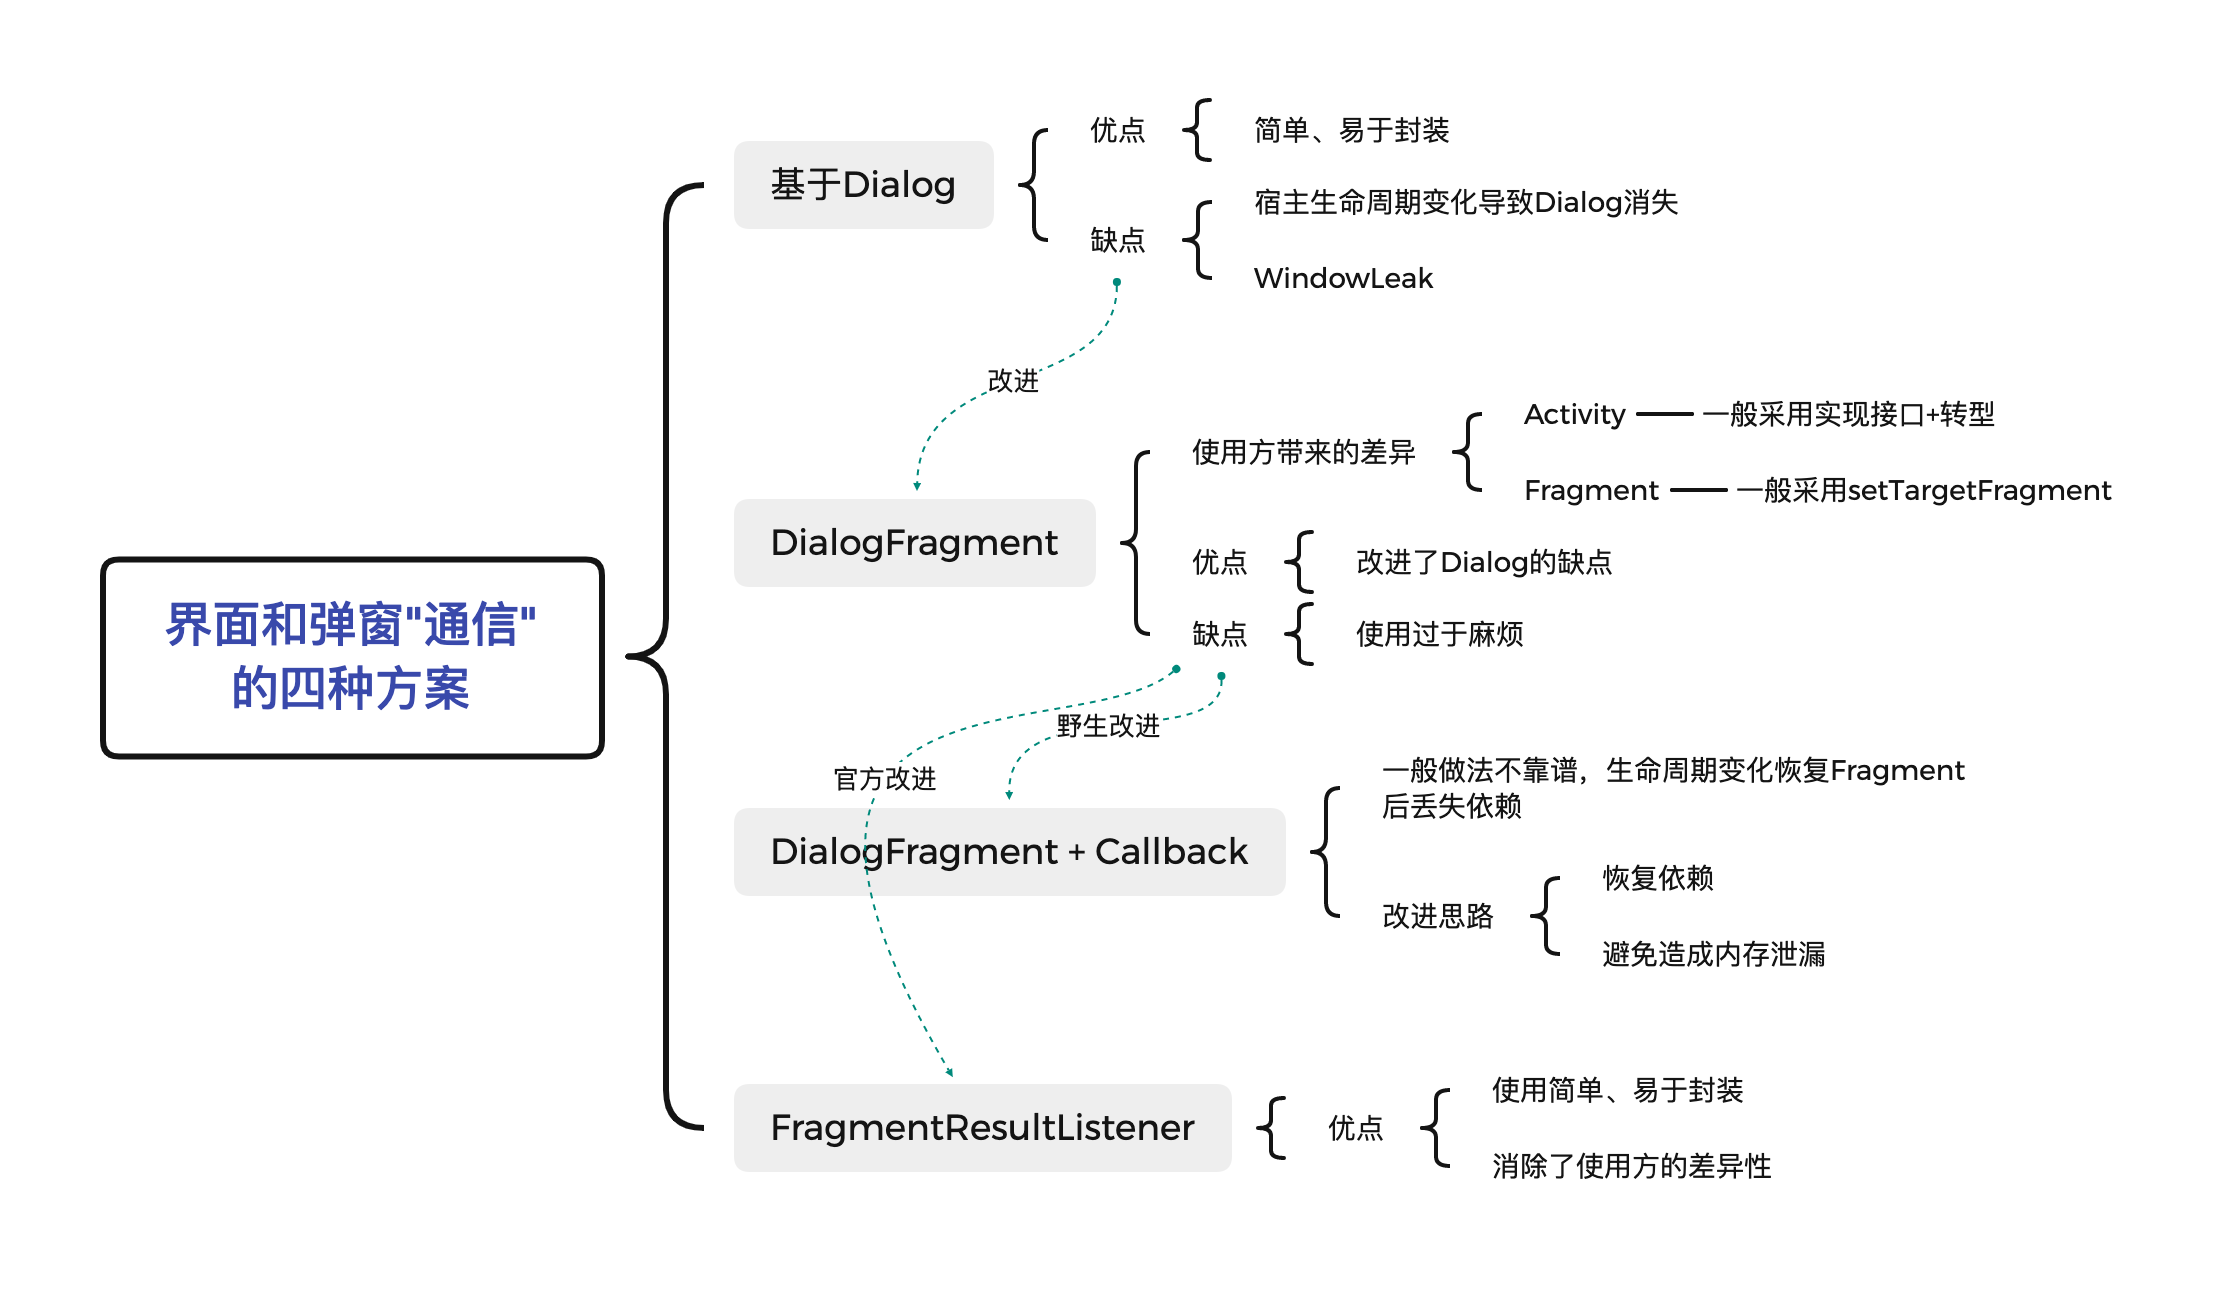 界面和弹窗"通信"
的四种方案
基于Dialog
优点
简单、易于封装
缺点
宿主生命周期变化导致Dialog消失
WindowLeak
改进
DialogFragment
使用方带来的差异
Activity
一般采用实现接口+转型
Fragment
一般采用setTargetFragment
优点
改进了Dialog的缺点
缺点
使用过于麻烦
野生改进
官方改进
DialogFragment + Callback
一般做法不靠谱，生命周期变化恢复Fragment
后丢失依赖
改进思路
恢复依赖
避免造成内存泄漏
FragmentResultListener
优点
使用简单、易于封装
消除了使用方的差异性